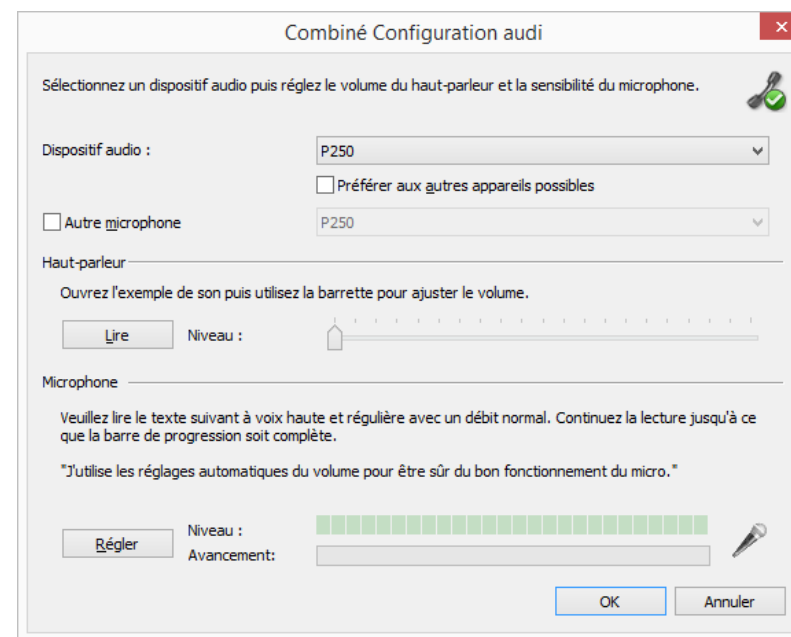 Combiné Configuration audi
Sélectionnez un dispositif audio puis réglez le volume du haut-parleur et la sensibilité du microphone.
Dispositif audio :
P250
Préférer aux autres appareils possibles
Autre microphone
P250
Haut-parleur
Ouvrez l'exemple de son puis utilisez la barrette pour ajuster le volume.
Lire
Niveau :
Microphone
Veuillez lire le texte suivant à voix haute et régulière avec un débit normal. Continuez la lecture jusqu'à ce
que la barre de progression soit complète.
"J'utilise les réglages automatiques du volume pour être sûr du bon fonctionnement du micro."
Régler
Niveau :
Avancement:
OK
Annuler